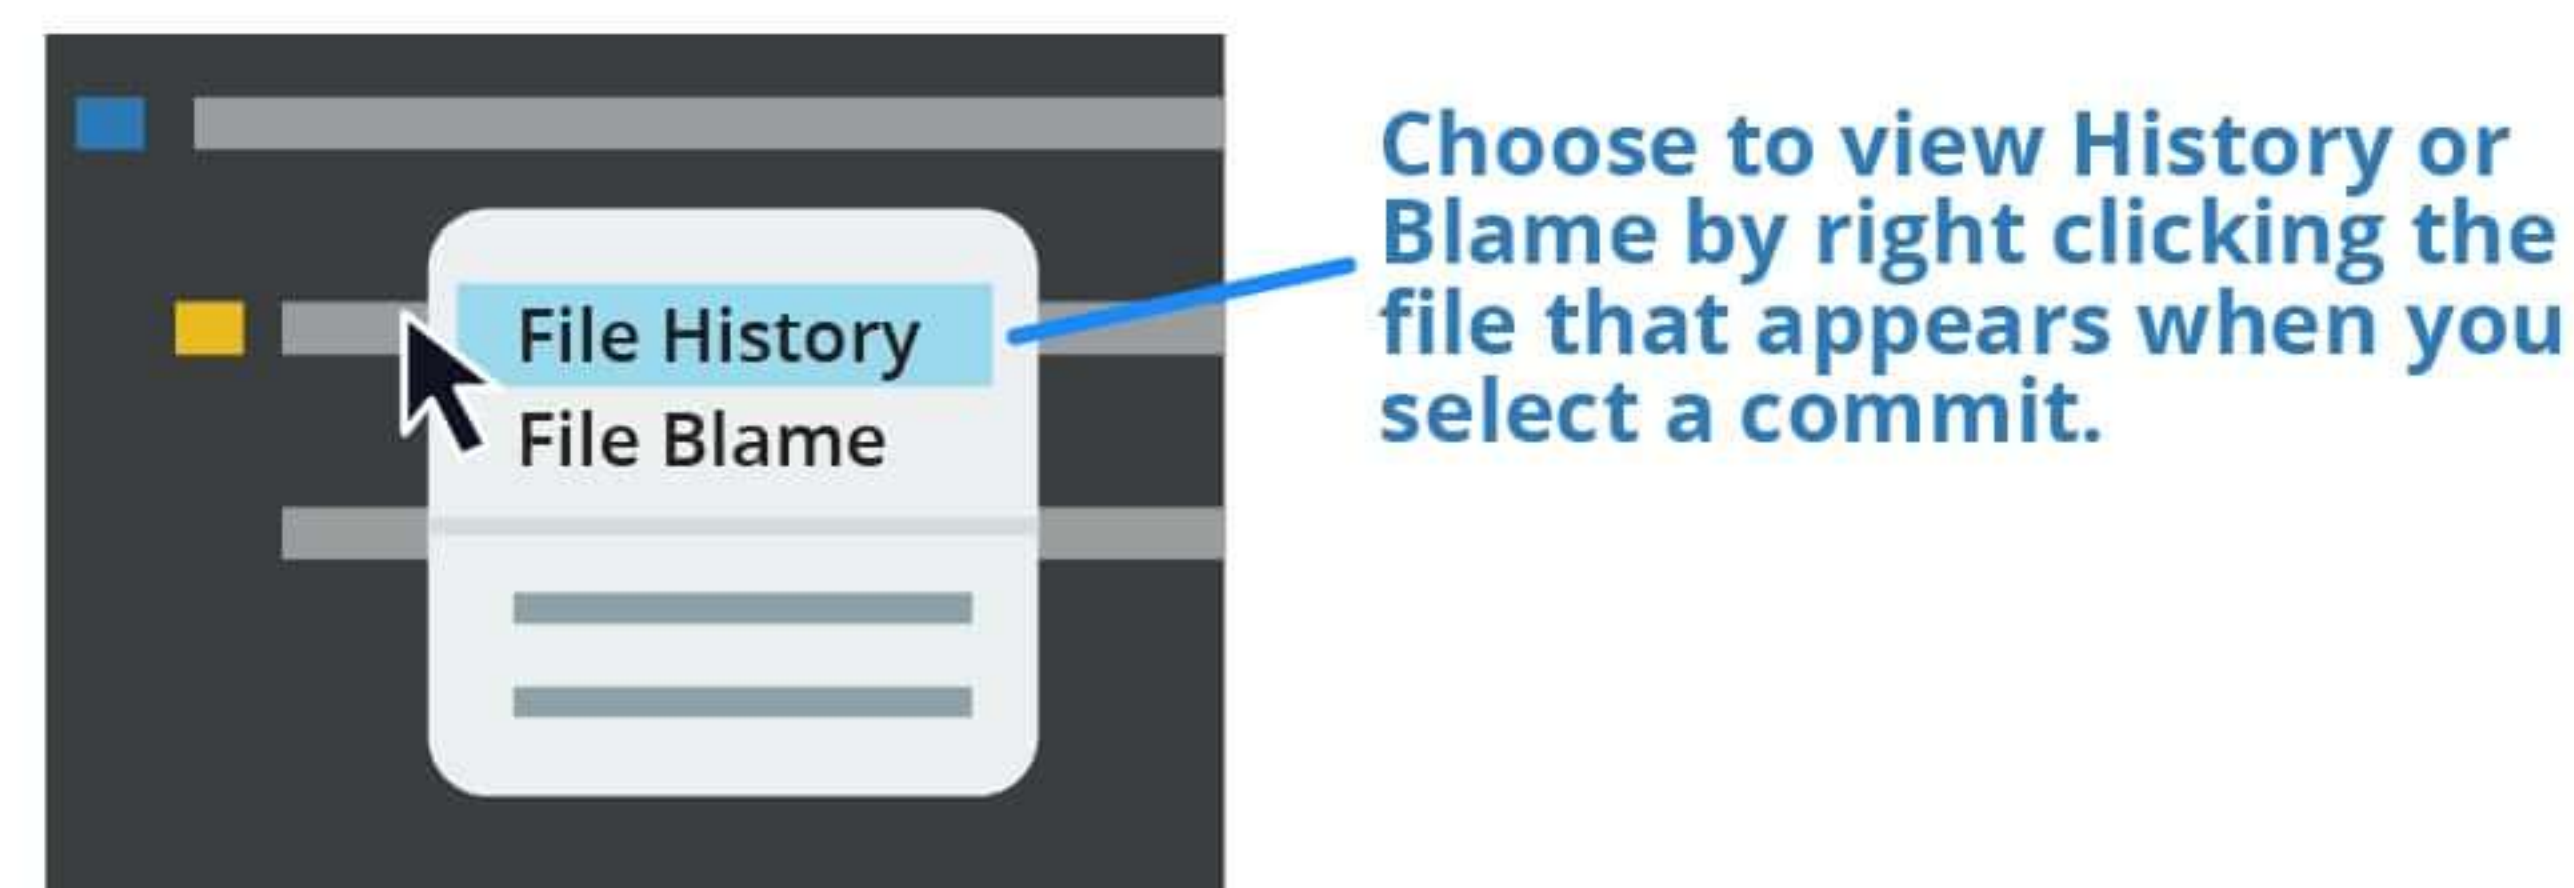 Choose to view History or
Blame by right clicking the
file that appears when you
select a commit.
File History
File Blame